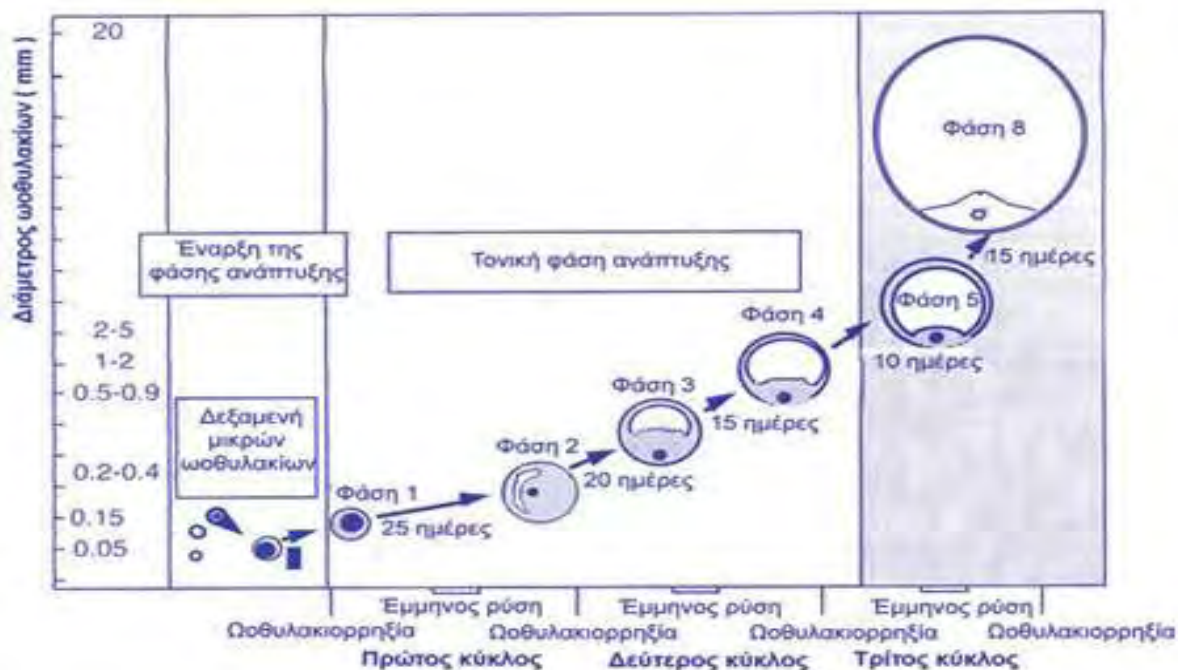 Διάμετρος ωοθυλακίων ( mm )
20
2-5
1-2
0.5-0.9
0.2-0.4
0.15
0.05
Έναρξη της
φάσης ανάπτυξης
Τονική φάση ανάπτυξης
Δεξαμενή
μικρών
ωοθυλακίων
Φάση 1
25 ημέρες
Φάση 2
20 ημέρες
Φάση 3
15 ημέρες
Φάση 4
10 ημέρες
Φάση 5
15 ημέρες
Φάση 8
Έμμηνος ρύση Έμμηνος ρύση Έμμηνος ρύση
Ωοθυλακιορρηξία Ωοθυλακιορρηξία Ωοθυλακιορρηξία Ωοθυλακιορρηξία
Πρώτος κύκλος Δεύτερος κύκλος Τρίτος κύκλος